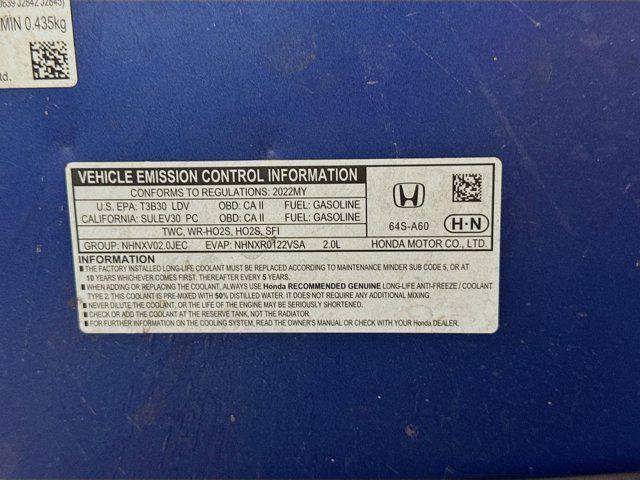 0639 32842 32845)
MIN 0.435kg
td.
VEHICLE EMISSION CONTROL INFORMATION
CONFORMS TO REGULATIONS: 2022MY
U.S. EPA: T3B30 LDV OBD: CA II FUEL: GASOLINE
CALIFORNIA: SULEV30 PC OBD: CA II FUEL: GASOLINE
TWC, WR-HO2S, HO2S, SFI
GROUP: NHNXV02.0JEC EVAP: NHNXR0122VSA 2.0L
64S-A60 H·N
HONDA MOTOR CO., LTD.
INFORMATION
THE FACTORY INSTALLED LONG-LIFE COOLANT MUST BE REPLACED ACCORDING TO MAINTENANCE MINDER SUB CODE 5, OR AT
10 YEARS WHICHEVER COMES FIRST. THEREAFTER EVERY 5 YEARS.
WHEN ADDING OR REPLACING THE COOLANT, ALWAYS USE Honda RECOMMENDED GENUINE LONG-LIFE ANTI-FREEZE / COOLANT
TYPE 2. THIS COOLANT IS PRE-MIXED WITH 50% DISTILLED WATER. IT DOES NOT REQUIRE ANY ADDITIONAL MIXING.
NEVER DILUTE THE COOLANT, OR THE LIFE OF THE ENGINE MAY BE SERIOUSLY SHORTENED.
CHECK OR ADD THE COOLANT AT THE RESERVE TANK, NOT THE RADIATOR.
FOR FURTHER INFORMATION ON THE COOLING SYSTEM, READ THE OWNER'S MANUAL OR CHECK WITH YOUR Honda DEALER.